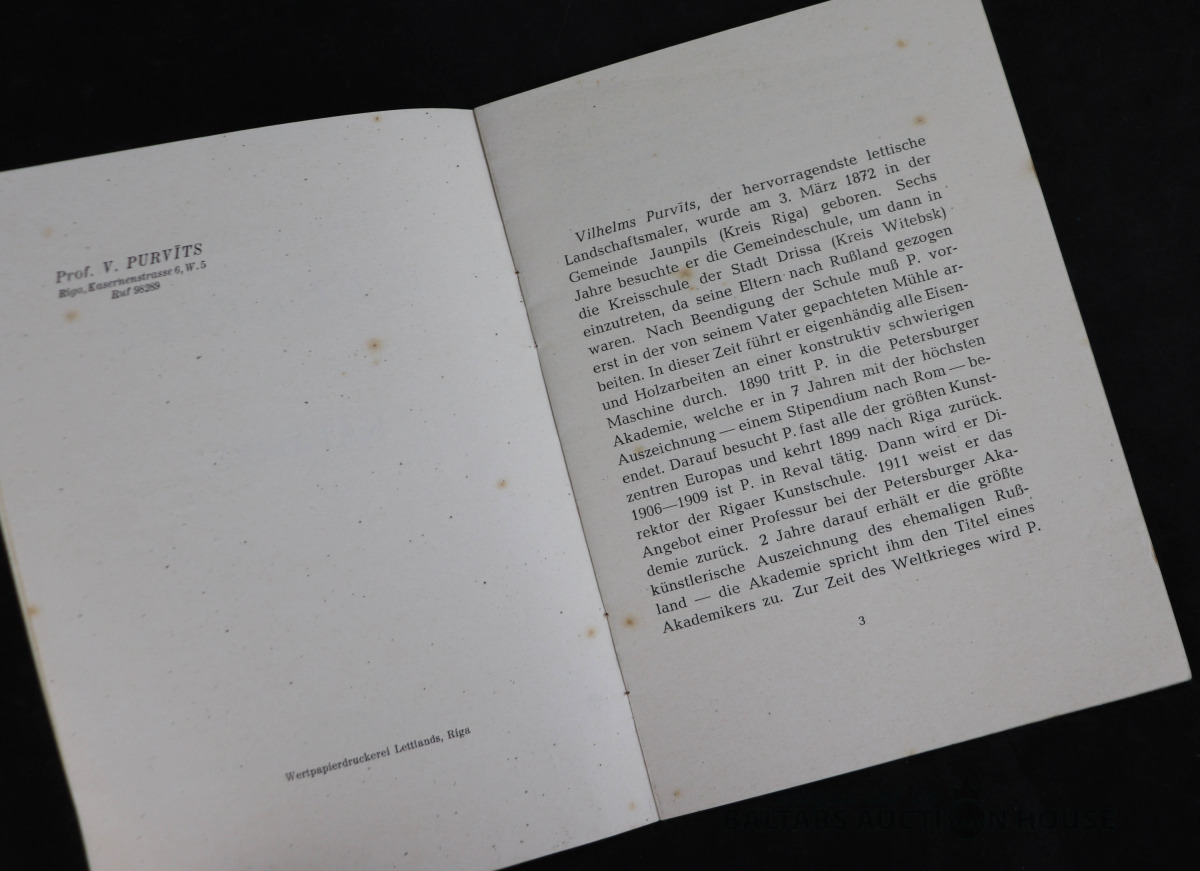 Prof. V. PURVĪTS
Riga, Kasernenstrasse 6, W. 5
Ruf 98289
Wertpapierdruckerei Lettlands, Riga
Vilhelms Purvīts, der hervorragendste lettische
Landschaftsmaler, wurde am 3. März 1872 in der
Gemeinde Jaunpils (Kreis Riga) geboren. Sechs
Jahre besuchte er die Gemeindeschule, um dann in
die Kreisschule der Stadt Drissa (Kreis Witebsk)
einzutreten, da seine Eltern nach Rußland gezogen
waren. Nach Beendigung der Schule muß P. vor-
erst in der von seinem Vater gepachteten Mühle ar-
beiten. In dieser Zeit führt er eigenhändig alle Eisen-
und Holzarbeiten an einer konstruktiv schwierigen
Maschine durch. 1890 tritt P. in die Petersburger
Akademie, welche er in 7 Jahren mit der höchsten
Auszeichnung — einem Stipendium nach Rom — be-
endet. Darauf besucht P. fast alle der größten Kunst-
zentren Europas und kehrt 1899 nach Riga zurück.
1906—1909 ist P. in Reval tätig. Dann wird er Di-
rektor der Rigaer Kunstschule. 1911 weist er das
Angebot einer Professur bei der Petersburger Aka-
demie zurück. 2 Jahre darauf erhält er die größte
künstlerische Auszeichnung des ehemaligen Ruß-
land — die Akademie spricht ihm den Titel eines
Akademikers zu. Zur Zeit des Weltkrieges wird P.
3
BALTARS AUCTION HOUSE